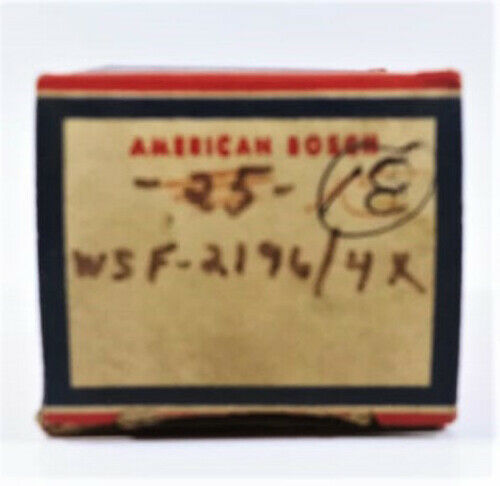 AMERICAN BOSCH
-25- E
WSF-2196/4X